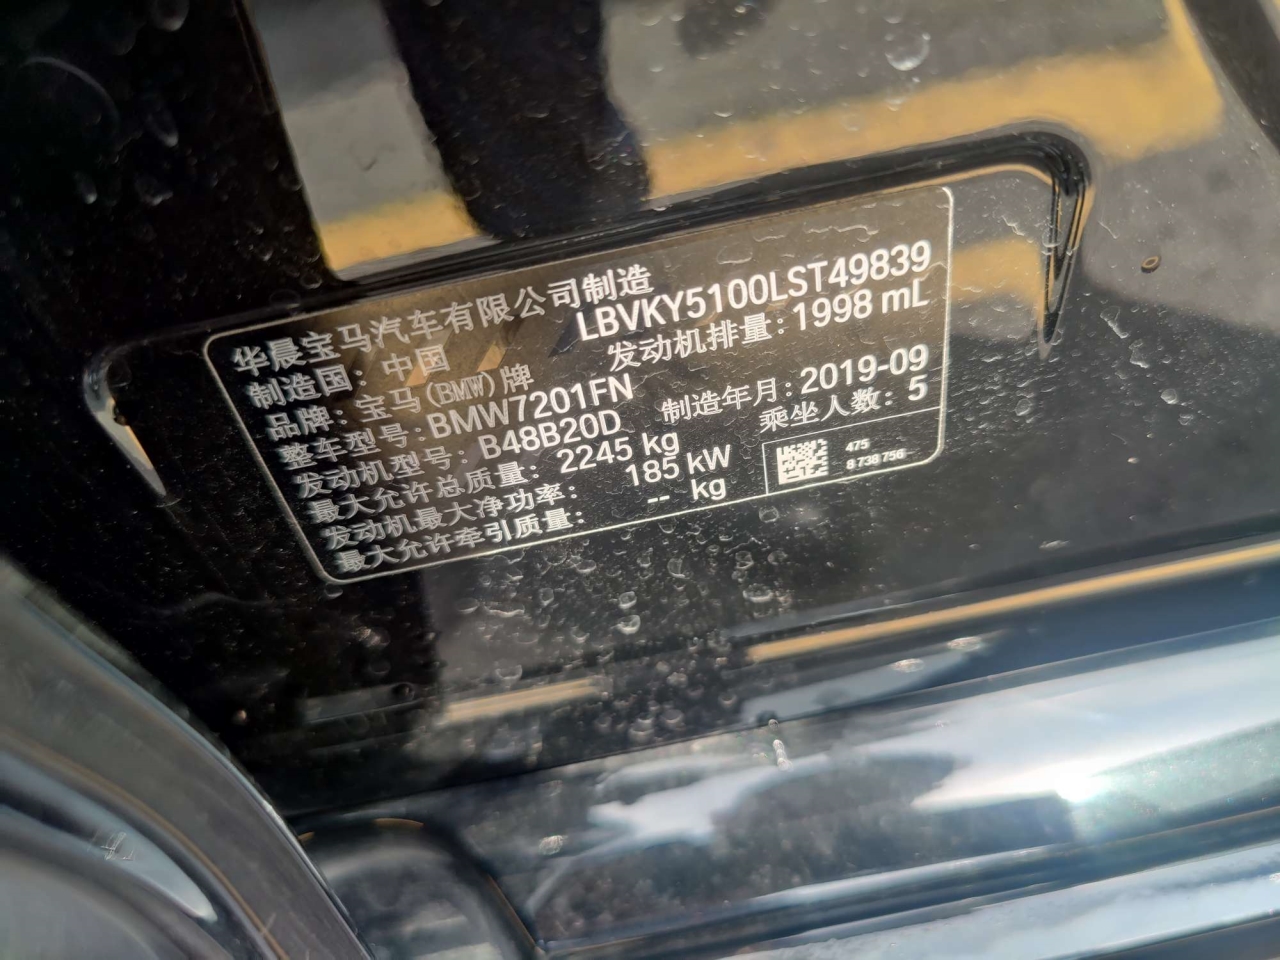 华晨宝马汽车有限公司制造
制造国：中国 LBVKY5100LST49839
品牌：宝马(BMW)牌 发动机排量：1998 mL
整车型号：BMW7201FN
发动机型号：B48B20D 制造年月：2019-09
最大允许总质量：2245 kg 乘坐人数：5
发动机最大净功率：185 kW
最大允许牵引质量：-- kg
475
8 738 756